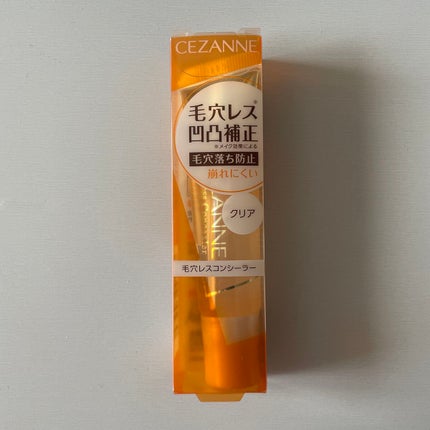 CEZANNE
毛穴レス※
凹凸補正
※メイク効果による
毛穴落ち防止
崩れにくい
クリア
毛穴レスコンシーラー